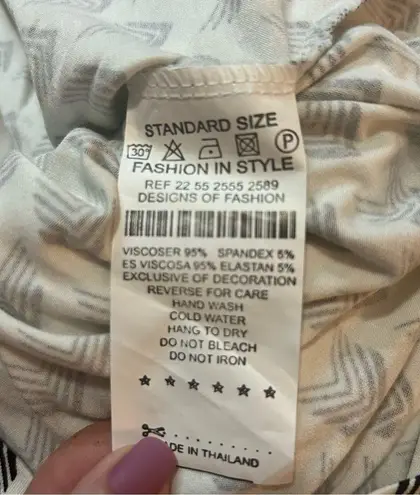 STANDARD SIZE
30° P
FASHION IN STYLE
REF 22 55 2555 2589
DESIGNS OF FASHION
VISCOSER 95% SPANDEX 5%
ES VISCOSA 95% ELASTAN 5%
EXCLUSIVE OF DECORATION
REVERSE FOR CARE
HAND WASH
COLD WATER
HANG TO DRY
DO NOT BLEACH
DO NOT IRON
ADE IN THAILAND